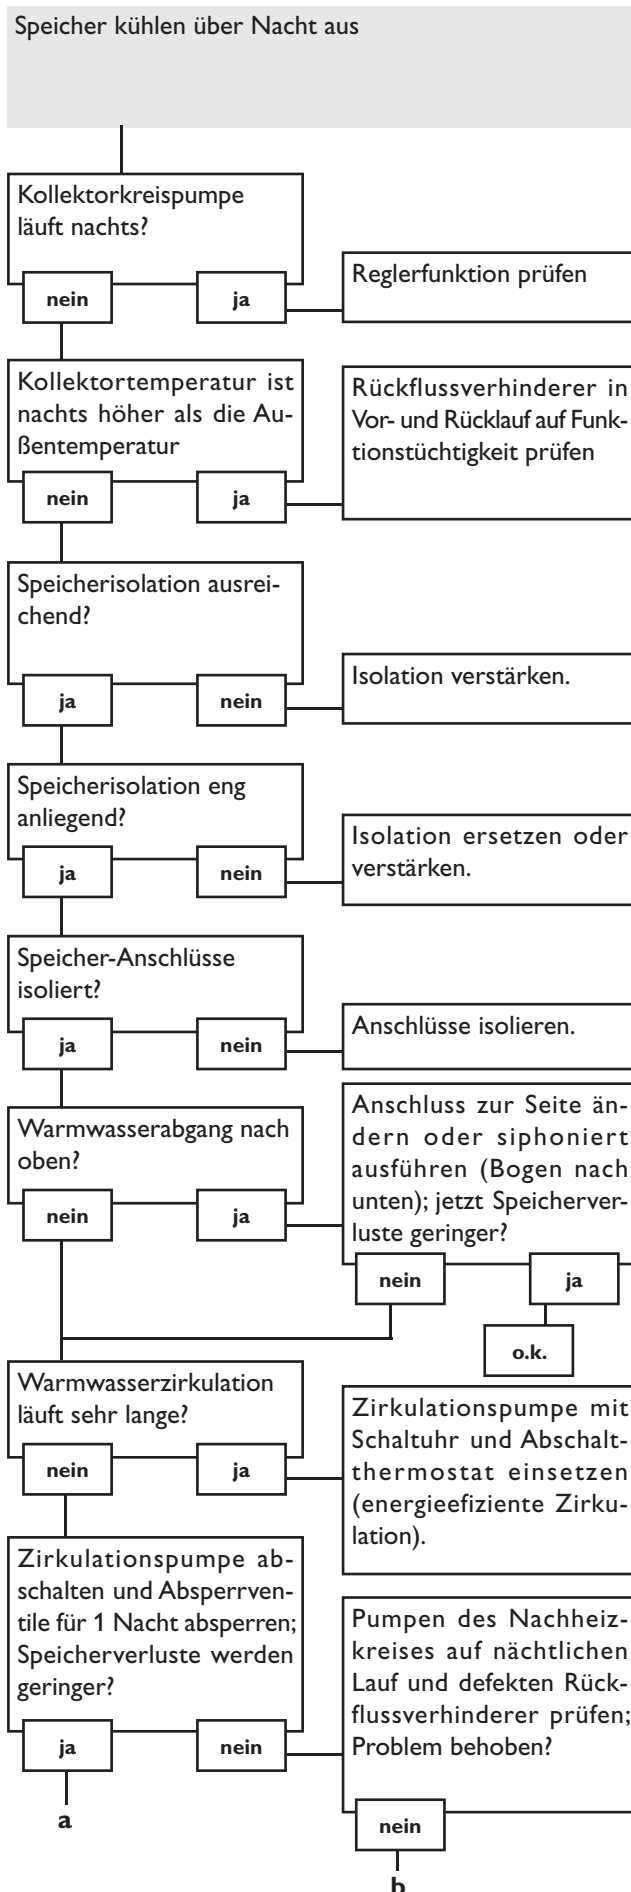 Speicher kühlen über Nacht aus
Kollektorkreispumpe
läuft nachts?
nein
ja
Reglerfunktion prüfen
Kollektortemperatur ist
nachts höher als die Au-
ßentemperatur
nein
ja
Rückflussverhinderer in
Vor- und Rücklauf auf Funk-
tionstüchtigkeit prüfen
Speicherisolation ausrei-
chend?
ja
nein
Isolation verstärken.
Speicherisolation eng
anliegend?
ja
nein
Isolation ersetzen oder
verstärken.
Speicher-Anschlüsse
isoliert?
ja
nein
Anschlüsse isolieren.
Warmwasserabgang nach
oben?
nein
ja
Anschluss zur Seite än-
dern oder siphoniert
ausführen (Bogen nach
unten); jetzt Speicherver-
luste geringer?
nein
ja
o.k.
Warmwasserzirkulation
läuft sehr lange?
nein
ja
Zirkulationspumpe mit
Schaltuhr und Abschalt-
thermostat einsetzen
(energieefiziente Zirku-
lation).
Zirkulationspumpe ab-
schalten und Absperrven-
tile für 1 Nacht absperren;
Speicherverluste werden
geringer?
ja
nein
a
Pumpen des Nachheiz-
kreises auf nächtlichen
Lauf und defekten Rück-
flussverhinderer prüfen;
Problem behoben?
nein
b